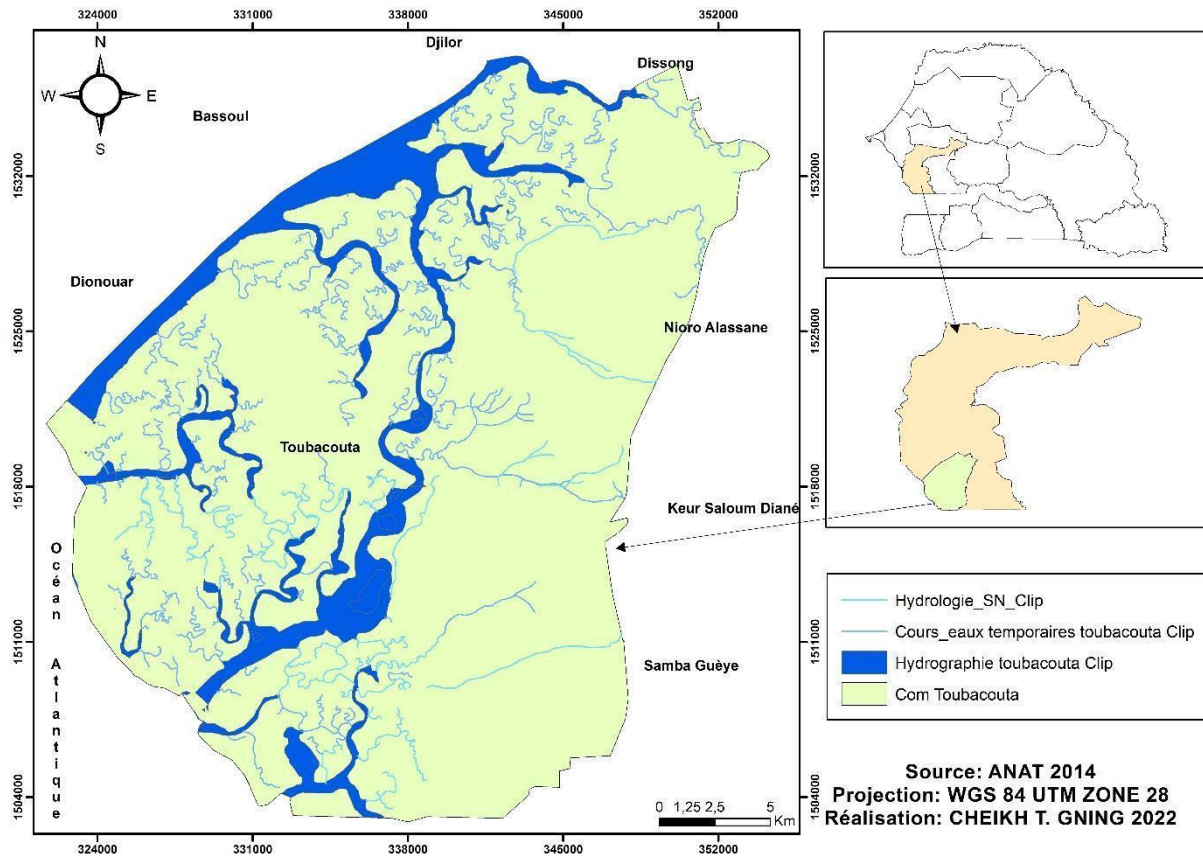 324000 331000 338000 345000 352000
N
W E
S
Djilor
Dissong
Bassoul
Dionouar
Nioro Alassane
Toubacouta
Keur Saloum Diané
Samba Guèye
Océan Atlantique
1532000
1525000
1518000
1511000
1504000
1532000
1525000
1518000
1511000
1504000
0 1,25 2,5 5
Km
324000 331000 338000 345000 352000
Hydrologie_SN_Clip
Cours_eaux temporaires toubacouta Clip
Hydrographie toubacouta Clip
Com Toubacouta
Source: ANAT 2014
Projection: WGS 84 UTM ZONE 28
Réalisation: CHEIKH T. GNING 2022